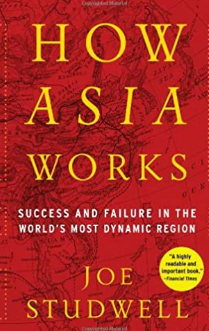 HOW
ASIA
WORKS
SUCCESS AND FAILURE IN THE
WORLD'S MOST DYNAMIC REGION
"A highly
readable and
important book."
—Financial Times
JOE
STUDWELL